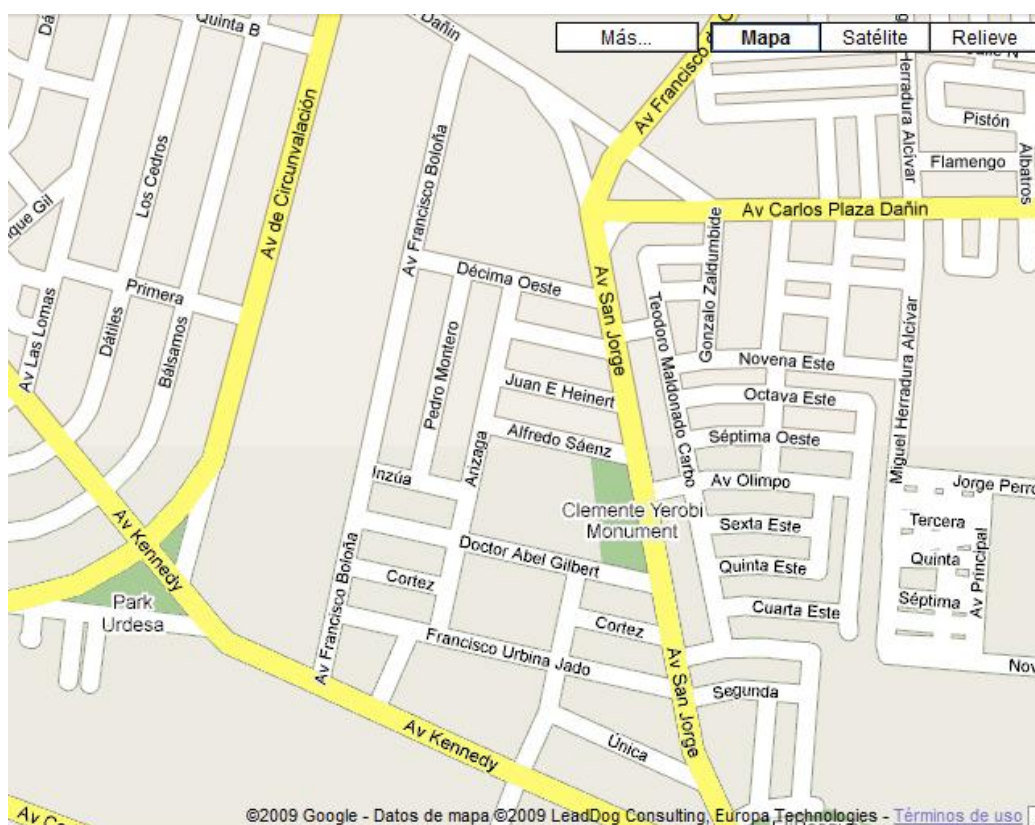 Quinta B
Dañin
Más...
Mapa
Satélite
Relieve
Av Francisco
Herradura Alcívar
Pistón
Flamengo
Albatros
Los Cedros
Av de Circunvalación
Av Francisco Boloña
Av Carlos Plaza Dañin
que Gil
Décima Oeste
Av San Jorge
Gonzalo Zaldumbide
Teodoro Maldonado Carbo
Primera
Av Las Lomas
Dátiles
Bálsamos
Pedro Montero
Miguel Herradura Alcívar
Novena Este
Juan E Heinert
Octava Este
Alfredo Sáenz
Séptima Oeste
Inzúa
Anzaga
Av Olimpo
Jorge Perro
Clemente Yerobi
Monument
Tercera
Sexta Este
Av Kennedy
Doctor Abel Gilbert
Quinta Este
Quinta
Av Principal
Cortez
Séptima
Park
Urdesa
Cuarta Este
Av Francisco Boloña
Cortez
Francisco Urbina Jado
Nov
Av San Jorge
Segunda
Av Kennedy
Única
©2009 Google - Datos de mapa ©2009 LeadDog Consulting, Europa Technologies - Términos de uso